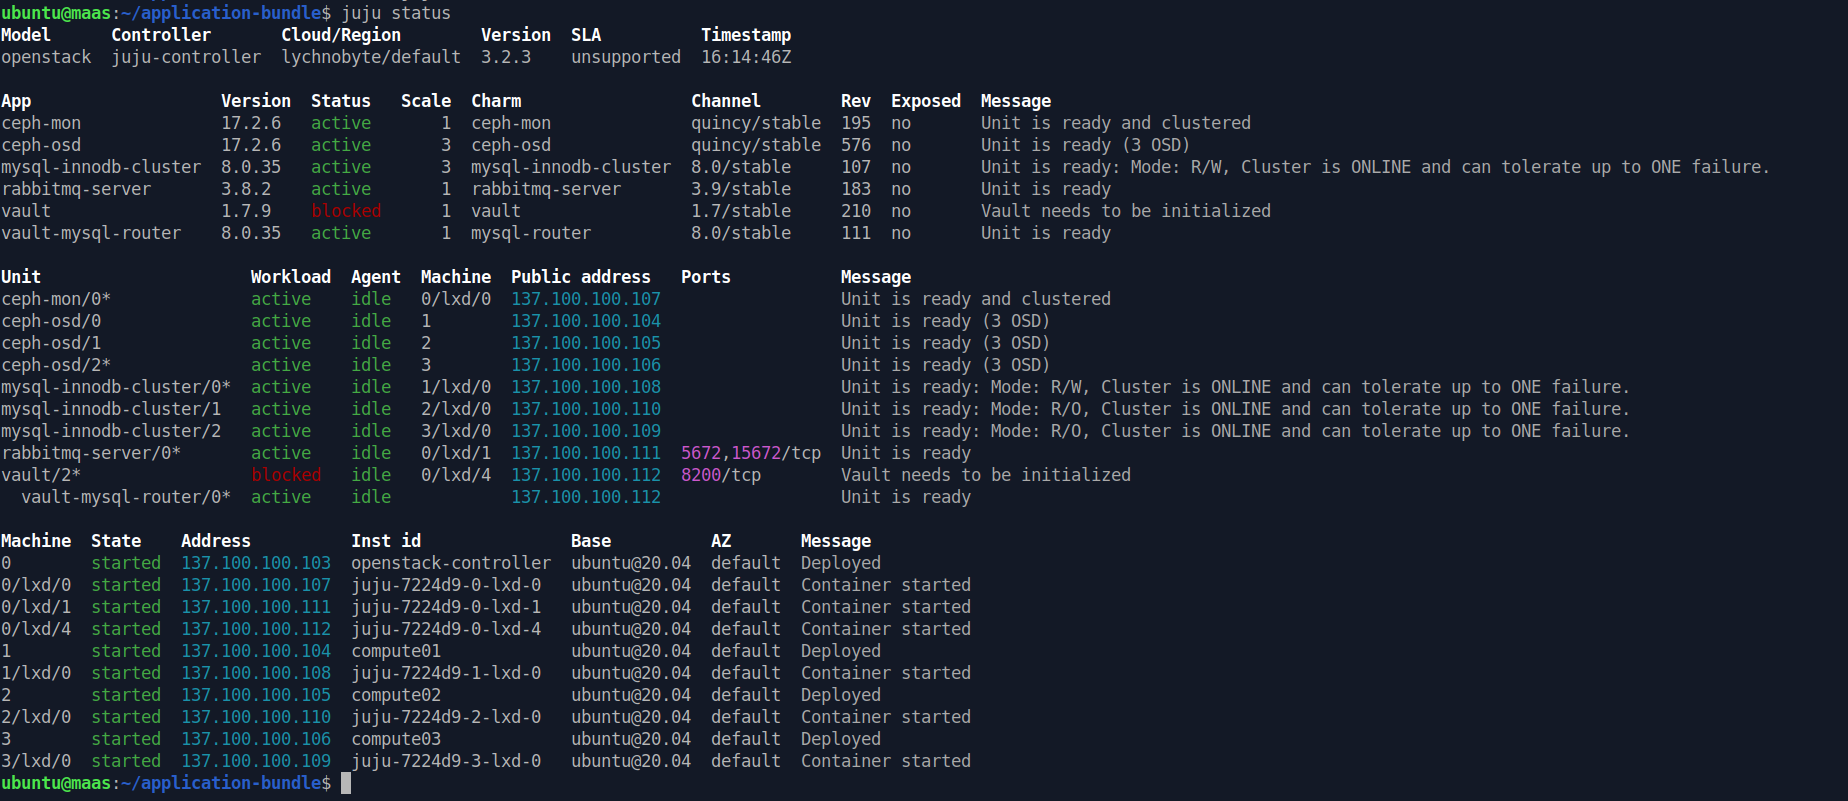 ubuntu@maas:~/application-bundle$ juju status
Model      Controller       Cloud/Region        Version  SLA          Timestamp
openstack  juju-controller  lychnobyte/default  3.2.3    unsupported  16:14:46Z

App                   Version  Status   Scale  Charm                 Channel        Rev  Exposed  Message
ceph-mon              17.2.6   active       1  ceph-mon              quincy/stable  195  no       Unit is ready and clustered
ceph-osd              17.2.6   active       3  ceph-osd              quincy/stable  576  no       Unit is ready (3 OSD)
mysql-innodb-cluster  8.0.35   active       3  mysql-innodb-cluster  8.0/stable     107  no       Unit is ready: Mode: R/W, Cluster is ONLINE and can tolerate up to ONE failure.
rabbitmq-server       3.8.2    active       1  rabbitmq-server       3.9/stable     183  no       Unit is ready
vault                 1.7.9    blocked      1  vault                 1.7/stable     210  no       Vault needs to be initialized
vault-mysql-router    8.0.35   active       1  mysql-router          8.0/stable     111  no       Unit is ready

Unit                     Workload  Agent  Machine  Public address   Ports           Message
ceph-mon/0*              active    idle   0/lxd/0  137.100.100.107                  Unit is ready and clustered
ceph-osd/0               active    idle   1        137.100.100.104                  Unit is ready (3 OSD)
ceph-osd/1               active    idle   2        137.100.100.105                  Unit is ready (3 OSD)
ceph-osd/2*              active    idle   3        137.100.100.106                  Unit is ready (3 OSD)
mysql-innodb-cluster/0*  active    idle   1/lxd/0  137.100.100.108                  Unit is ready: Mode: R/W, Cluster is ONLINE and can tolerate up to ONE failure.
mysql-innodb-cluster/1   active    idle   2/lxd/0  137.100.100.110                  Unit is ready: Mode: R/O, Cluster is ONLINE and can tolerate up to ONE failure.
mysql-innodb-cluster/2   active    idle   3/lxd/0  137.100.100.109                  Unit is ready: Mode: R/O, Cluster is ONLINE and can tolerate up to ONE failure.
rabbitmq-server/0*       active    idle   0/lxd/1  137.100.100.111  5672,15672/tcp  Unit is ready
vault/2*                 blocked   idle   0/lxd/4  137.100.100.112  8200/tcp        Vault needs to be initialized
  vault-mysql-router/0*  active    idle            137.100.100.112                  Unit is ready

Machine  State    Address          Inst id               Base          AZ       Message
0        started  137.100.100.103  openstack-controller  ubuntu@20.04  default  Deployed
0/lxd/0  started  137.100.100.107  juju-7224d9-0-lxd-0   ubuntu@20.04  default  Container started
0/lxd/1  started  137.100.100.111  juju-7224d9-0-lxd-1   ubuntu@20.04  default  Container started
0/lxd/4  started  137.100.100.112  juju-7224d9-0-lxd-4   ubuntu@20.04  default  Container started
1        started  137.100.100.104  compute01             ubuntu@20.04  default  Deployed
1/lxd/0  started  137.100.100.108  juju-7224d9-1-lxd-0   ubuntu@20.04  default  Container started
2        started  137.100.100.105  compute02             ubuntu@20.04  default  Deployed
2/lxd/0  started  137.100.100.110  juju-7224d9-2-lxd-0   ubuntu@20.04  default  Container started
3        started  137.100.100.106  compute03             ubuntu@20.04  default  Deployed
3/lxd/0  started  137.100.100.109  juju-7224d9-3-lxd-0   ubuntu@20.04  default  Container started
ubuntu@maas:~/application-bundle$